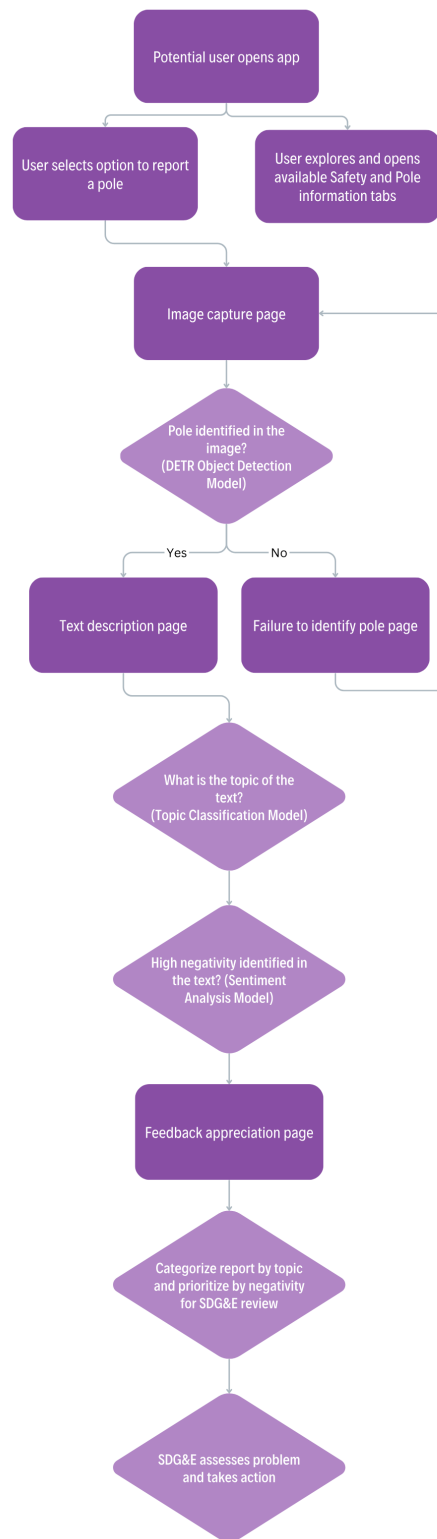 Potential user opens app
User selects option to report
a pole
User explores and opens
available Safety and Pole
information tabs
Image capture page
Pole identified in the
image?
(DETR Object Detection
Model)
Yes
No
Text description page
Failure to identify pole page
What is the topic of the
text?
(Topic Classification Model)
High negativity identified in
the text? (Sentiment
Analysis Model)
Feedback appreciation page
Categorize report by topic
and prioritize by negativity
for SDG&E review
SDG&E assesses problem
and takes action